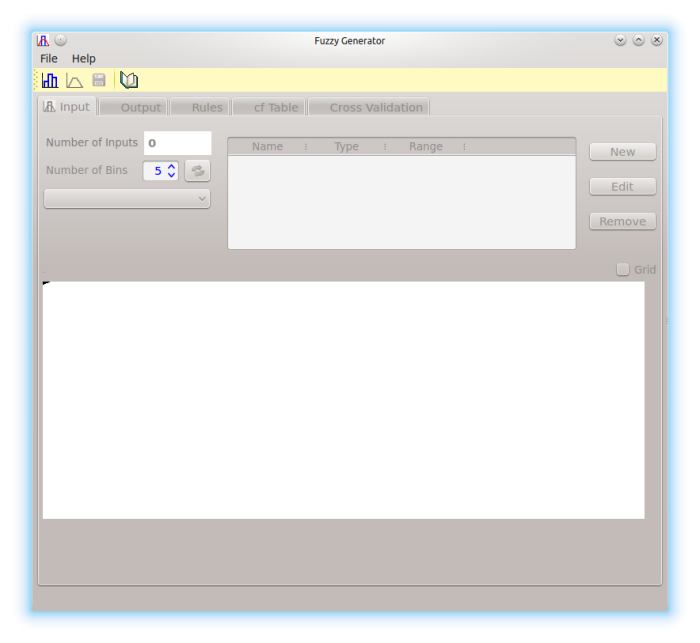 Fuzzy Generator
File Help
Input Output Rules cf Table Cross Validation
Number of Inputs 0
Name Type Range
New
Number of Bins 5
Edit
Remove
Grid